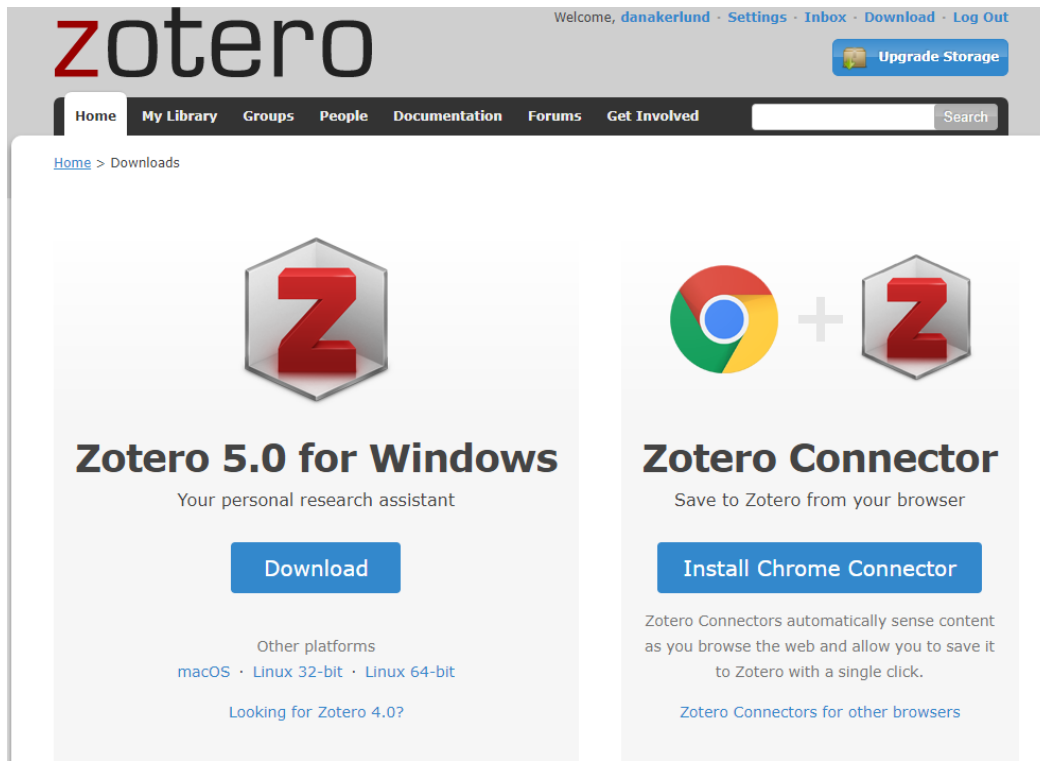 zotero
Welcome, danakerlund · Settings · Inbox · Download · Log Out
Upgrade Storage
Home My Library Groups People Documentation Forums Get Involved Search
Home > Downloads
Z
Z
Zotero 5.0 for Windows
Your personal research assistant
Download
Other platforms
macOS · Linux 32-bit · Linux 64-bit
Looking for Zotero 4.0?
Zotero Connector
Save to Zotero from your browser
Install Chrome Connector
Zotero Connectors automatically sense content
as you browse the web and allow you to save it
to Zotero with a single click.
Zotero Connectors for other browsers